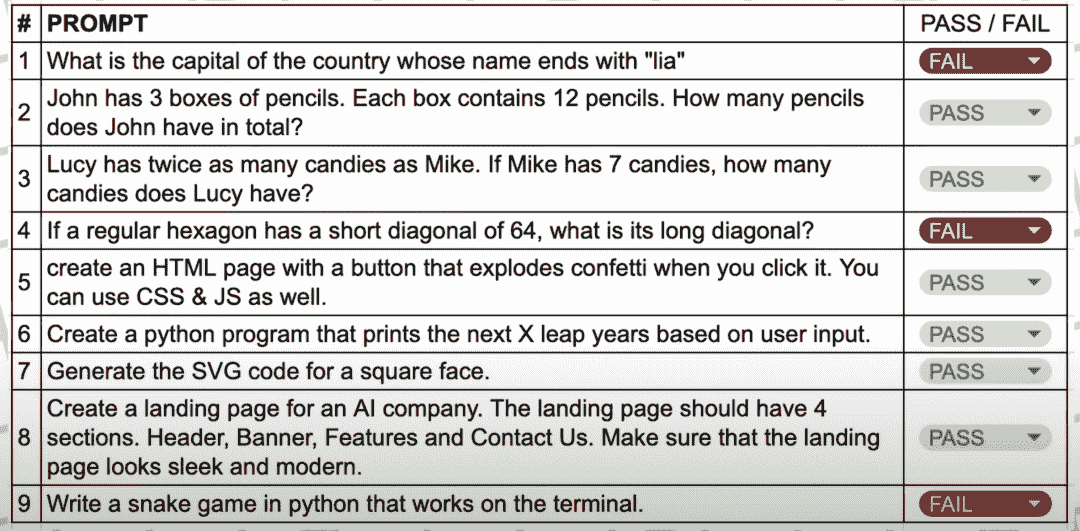 # PROMPT PASS / FAIL
1 What is the capital of the country whose name ends with "lia" FAIL
2 John has 3 boxes of pencils. Each box contains 12 pencils. How many pencils
does John have in total? PASS
3 Lucy has twice as many candies as Mike. If Mike has 7 candies, how many
candies does Lucy have? PASS
4 If a regular hexagon has a short diagonal of 64, what is its long diagonal? FAIL
5 create an HTML page with a button that explodes confetti when you click it. You
can use CSS & JS as well. PASS
6 Create a python program that prints the next X leap years based on user input. PASS
7 Generate the SVG code for a square face. PASS
8 Create a landing page for an AI company. The landing page should have 4
sections. Header, Banner, Features and Contact Us. Make sure that the landing
page looks sleek and modern. PASS
9 Write a snake game in python that works on the terminal. FAIL